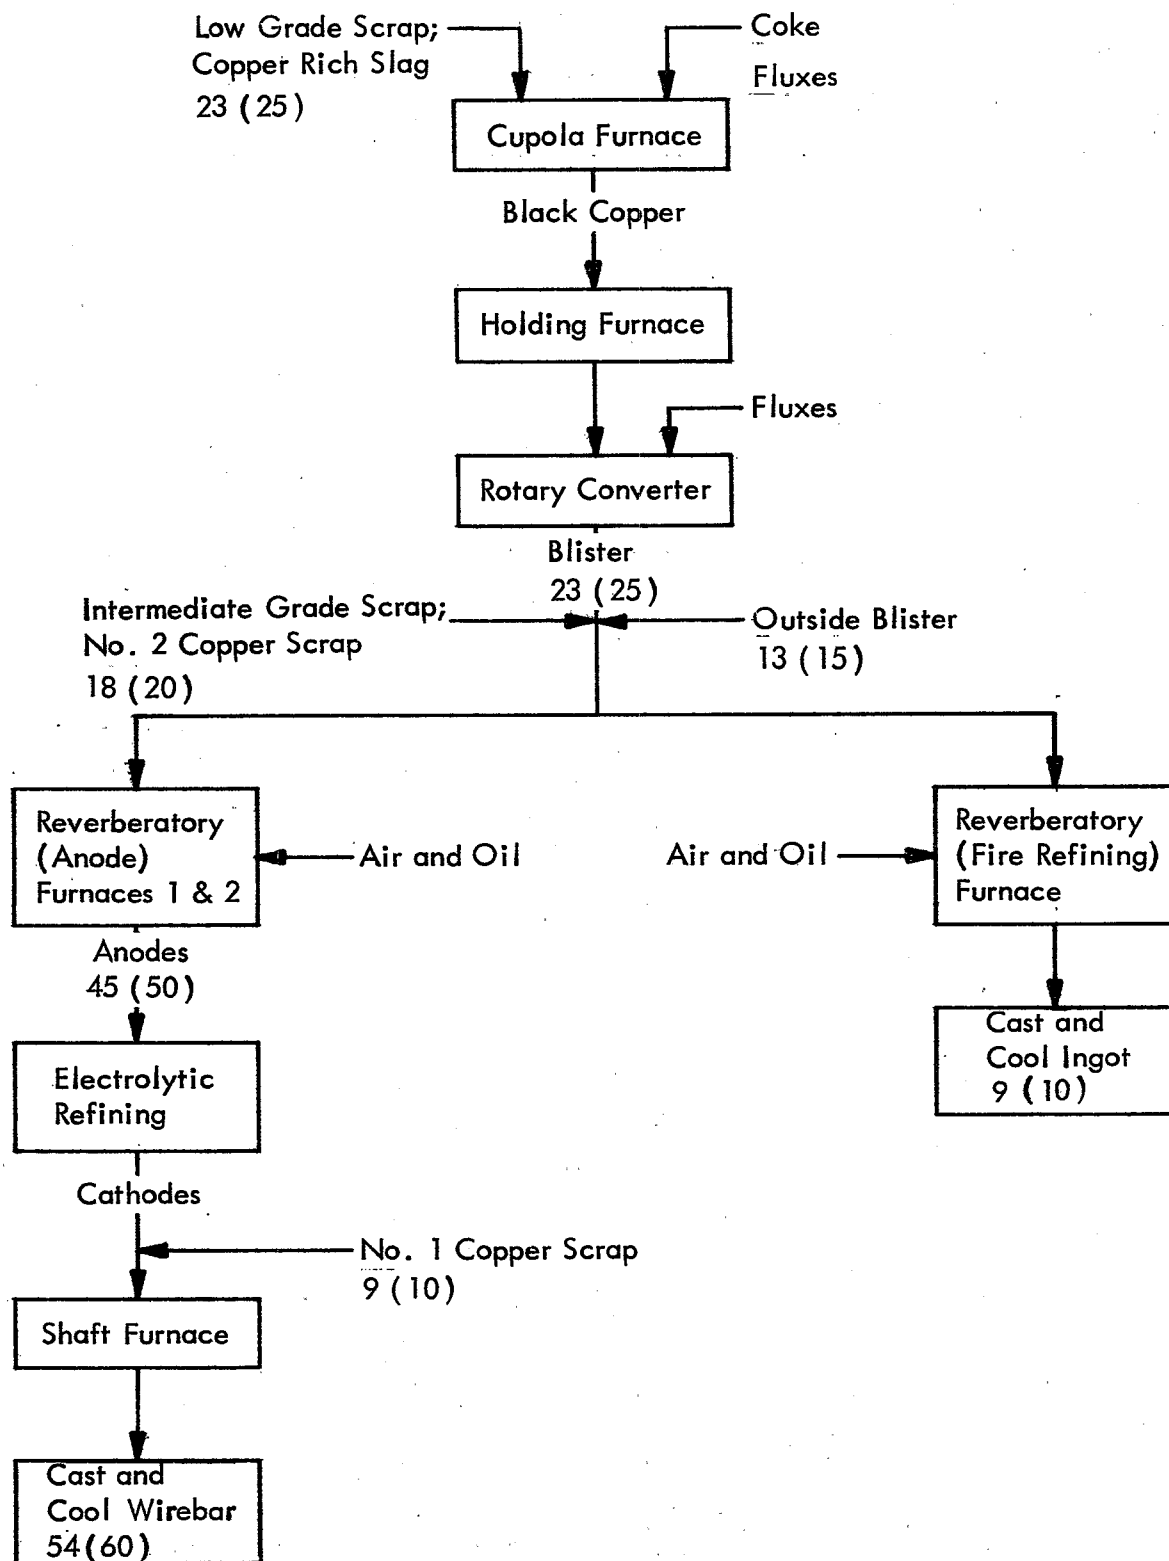 Low Grade Scrap;
Copper Rich Slag
23 (25)
Coke
Fluxes
Cupola Furnace
Black Copper
Holding Furnace
Fluxes
Rotary Converter
Blister
23 (25)
Intermediate Grade Scrap;
No. 2 Copper Scrap
18 (20)
Outside Blister
13 (15)
Reverberatory
(Anode)
Furnaces 1 & 2
Air and Oil
Air and Oil
Reverberatory
(Fire Refining)
Furnace
Anodes
45 (50)
Cast and
Cool Ingot
9 (10)
Electrolytic
Refining
Cathodes
No. 1 Copper Scrap
9 (10)
Shaft Furnace
Cast and
Cool Wirebar
54(60)